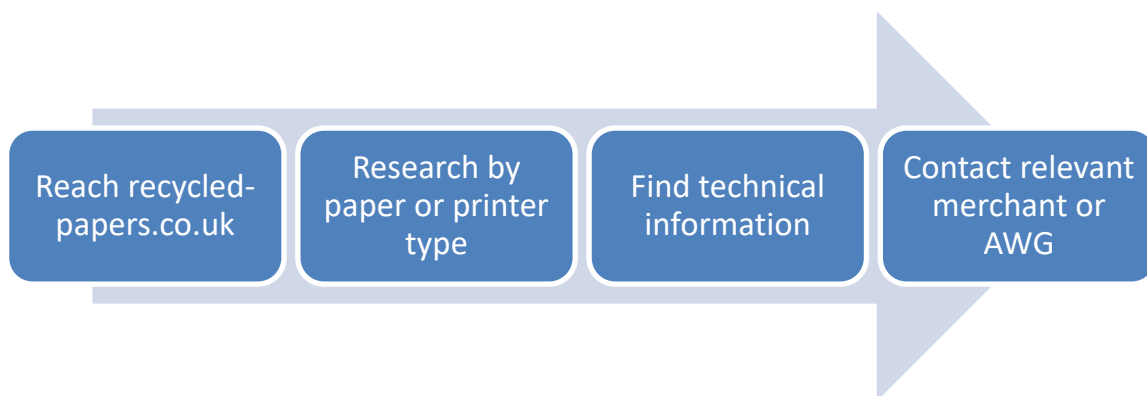 Reach recycled-
papers.co.uk
Research by
paper or printer
type
Find technical
information
Contact relevant
merchant or
AWG